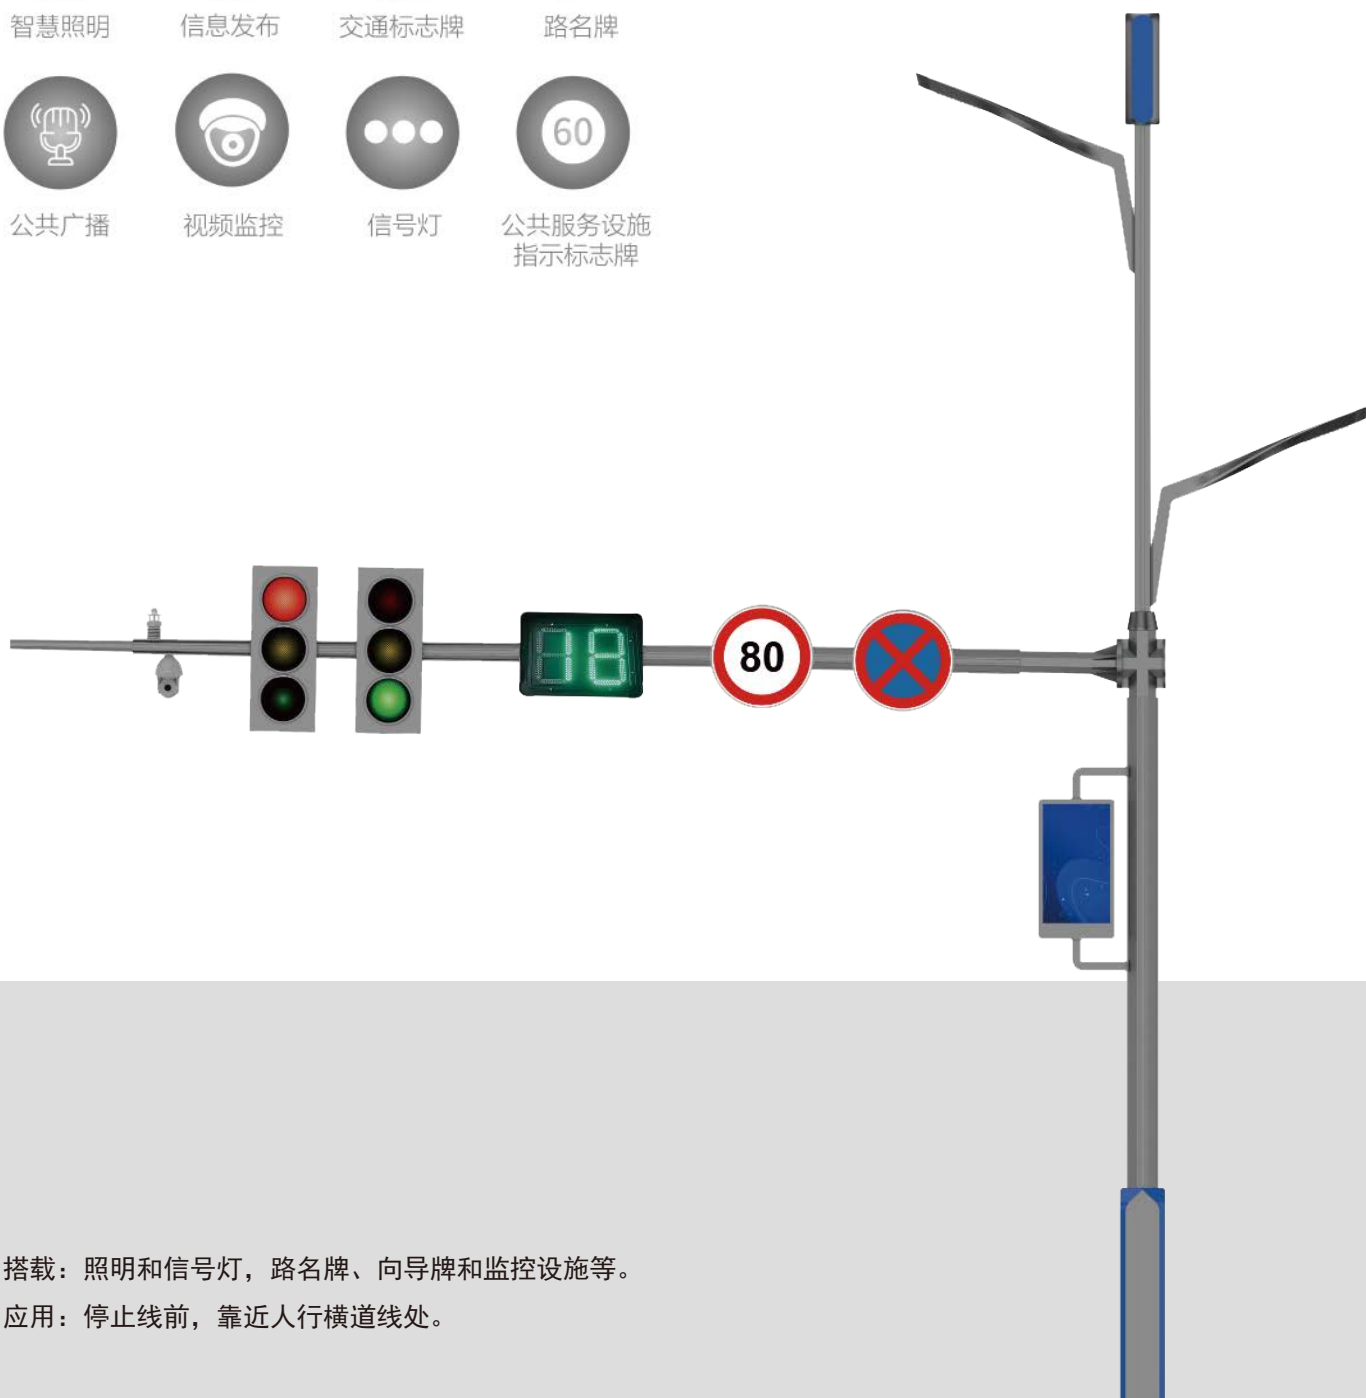 智慧照明 信息发布 交通标志牌 路名牌
60
公共广播 视频监控 信号灯 公共服务设施
指示标志牌
18
80
搭载：照明和信号灯，路名牌、向导牌和监控设施等。
应用：停止线前，靠近人行横道线处。